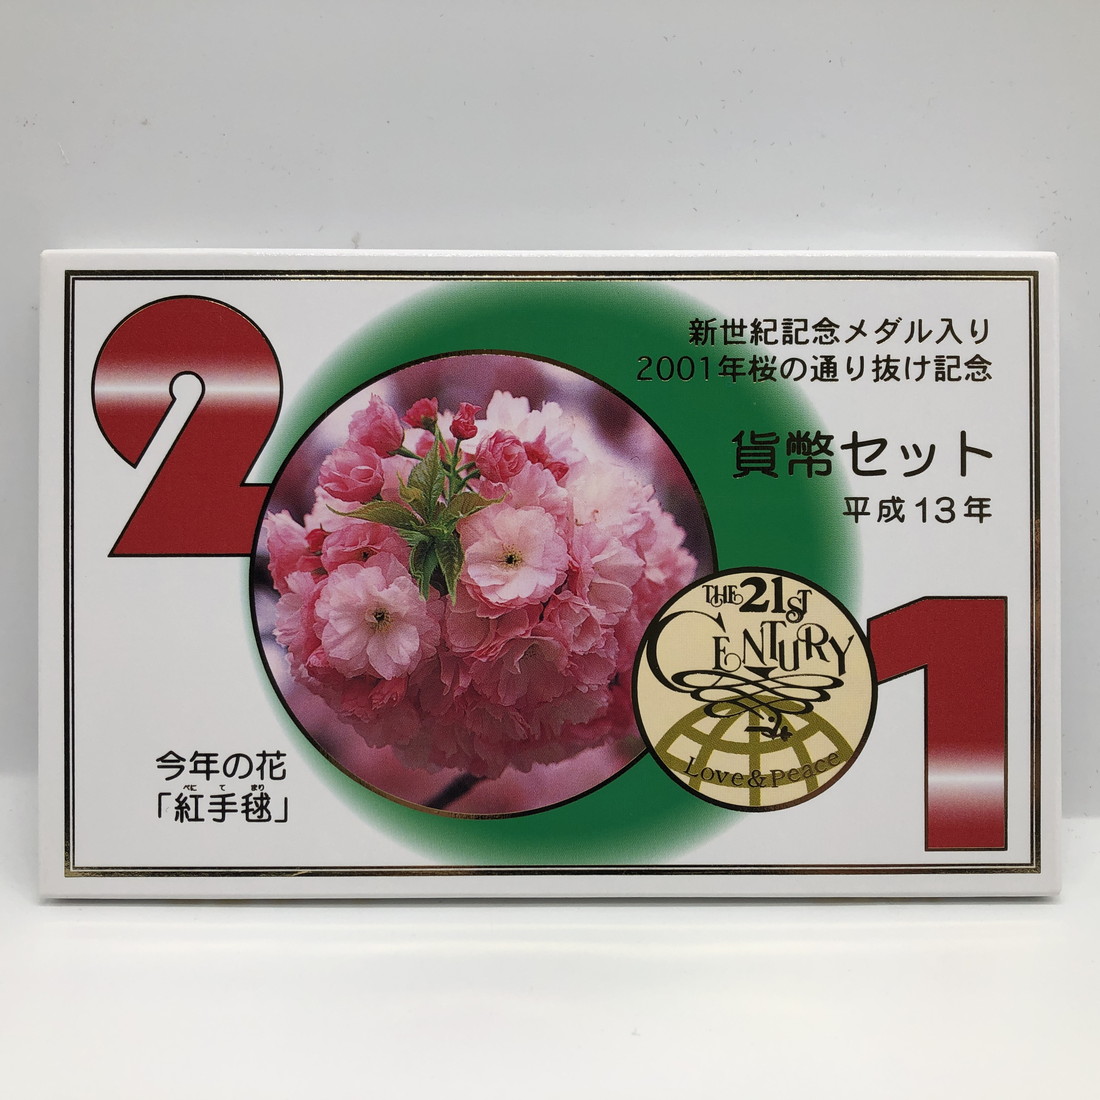 新世紀記念メダル入り
2001年桜の通り抜け記念
貨幣セット
平成13年
2001
THE 21ST
CENTURY
Love&Peace
今年の花
「紅手毬」
べに て まり